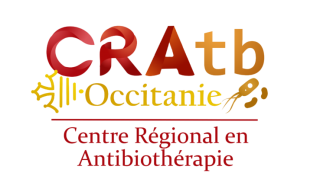 CRAtb
Occitanie
Centre Régional en
Antibiothérapie